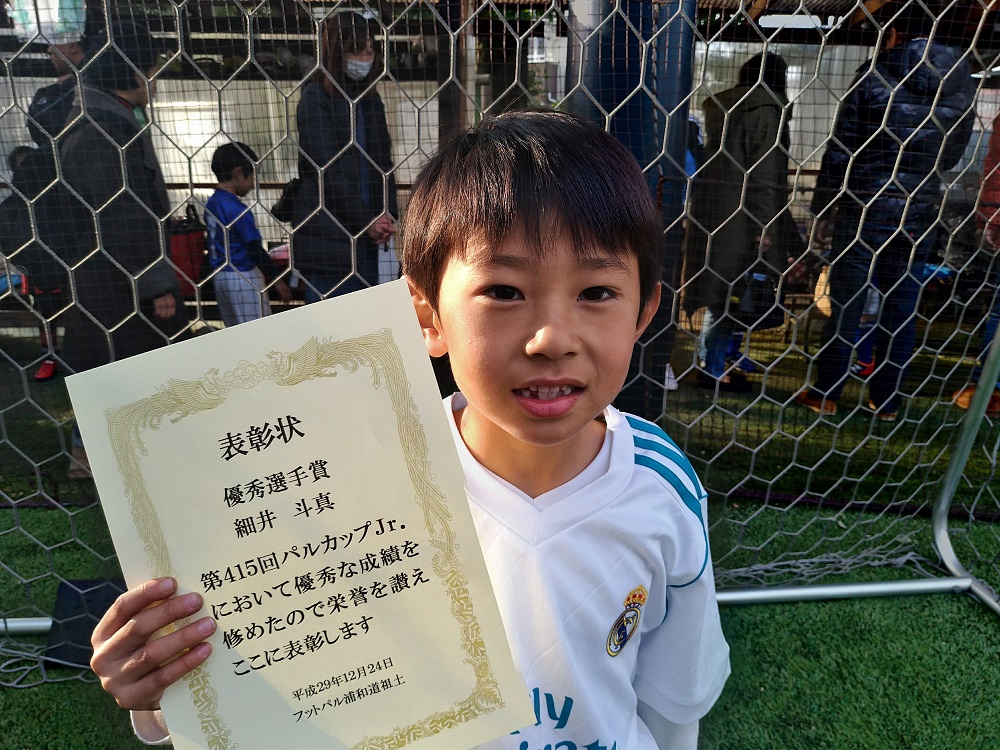 表彰状
優秀選手賞
細井　斗真
第415回パルカップJr.
において優秀な成績を
修めたので栄誉を讃え
ここに表彰します
平成29年12月24日
フットパル浦和道祖土